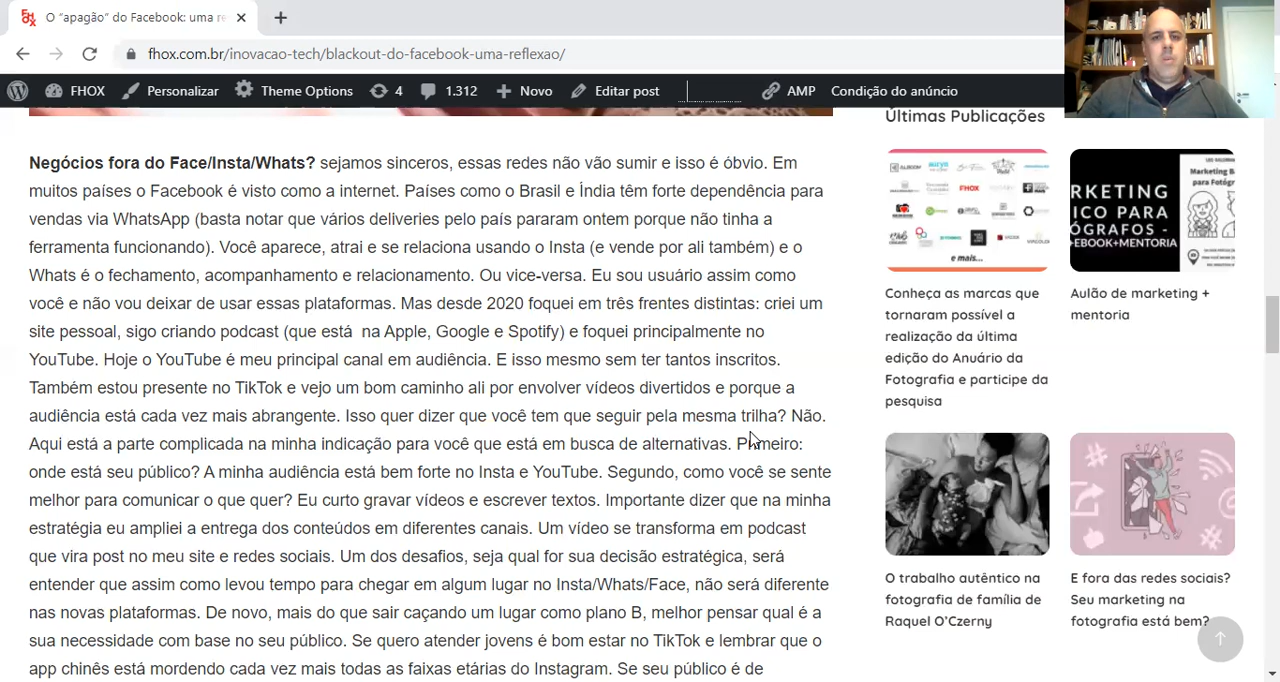 O “apagão” do Facebook: uma re
fhox.com.br/inovacao-tech/blackout-do-facebook-uma-reflexao/
FHOX
Personalizar
Theme Options
4
1.312
Novo
Editar post
AMP
Condição do anúncio
Negócios fora do Face/Insta/Whats? sejamos sinceros, essas redes não vão sumir e isso é óbvio. Em
muitos países o Facebook é visto como a internet. Países como o Brasil e Índia têm forte dependência para
vendas via WhatsApp (basta notar que vários deliveries pelo país pararam ontem porque não tinha a
ferramenta funcionando). Você divulga, atrai e se relaciona usando o Insta (e vende por ali também) e o
Whats é o fechamento, acompanhamento e relacionamento. Ou vice-versa. Eu sou usuário assim como
você e não vou deixar de usar essas plataformas. Mas desde 2020 foquei em três frentes distintas: criei um
site pessoal, sigo criando podcast (que está na Apple, Google e Spotify) e foquei principalmente no
YouTube. Hoje o YouTube é meu principal canal em audiência. E isso mesmo sem ter tantos inscritos.
Também estou presente no TikTok e vejo um bom caminho ali por envolver vídeos divertidos e porque a
audiência está cada vez mais abrangente. Isso quer dizer que você tem que seguir pela mesma trilha? Não.
Aqui está a parte complicada na minha indicação para você que está em busca de alternativas. Primeiro:
onde está seu público? A minha audiência está bem forte no Insta e YouTube. Segundo, como você se sente
melhor para comunicar o que quer? Eu curto gravar vídeos e escrever textos. Importante dizer que na minha
estratégia eu ampliei a entrega dos conteúdos em diferentes canais. Um vídeo se transforma em podcast
que vira post no meu site e redes sociais. Um dos desafios, seja qual for sua decisão estratégica, será
entender que assim como levou tempo para chegar em algum lugar no Insta/Whats/Face, não será diferente
nas novas plataformas. De novo, mais do que sair caçando um lugar como plano B, melhor pensar qual é a
sua necessidade com base no seu público. Se quero atender jovens é bom estar no TikTok e lembrar que o
app chinês está mordendo cada vez mais todas as faixas etárias do Instagram. Se seu público é de
Últimas Publicações
FHOX
e mais...
Conheça as marcas que
tornaram possível a
realização da última
edição do Anuário da
Fotografia e participe da
pesquisa
RKETING
ICO PARA
ÓGRAFOS -
+EBOOK+MENTORIA
Marketing B
para Fotógr
Aulão de marketing +
mentoria
O trabalho autêntico na
fotografia de família de
Raquel O’Czerny
E fora das redes sociais?
Seu marketing na
fotografia está bem?